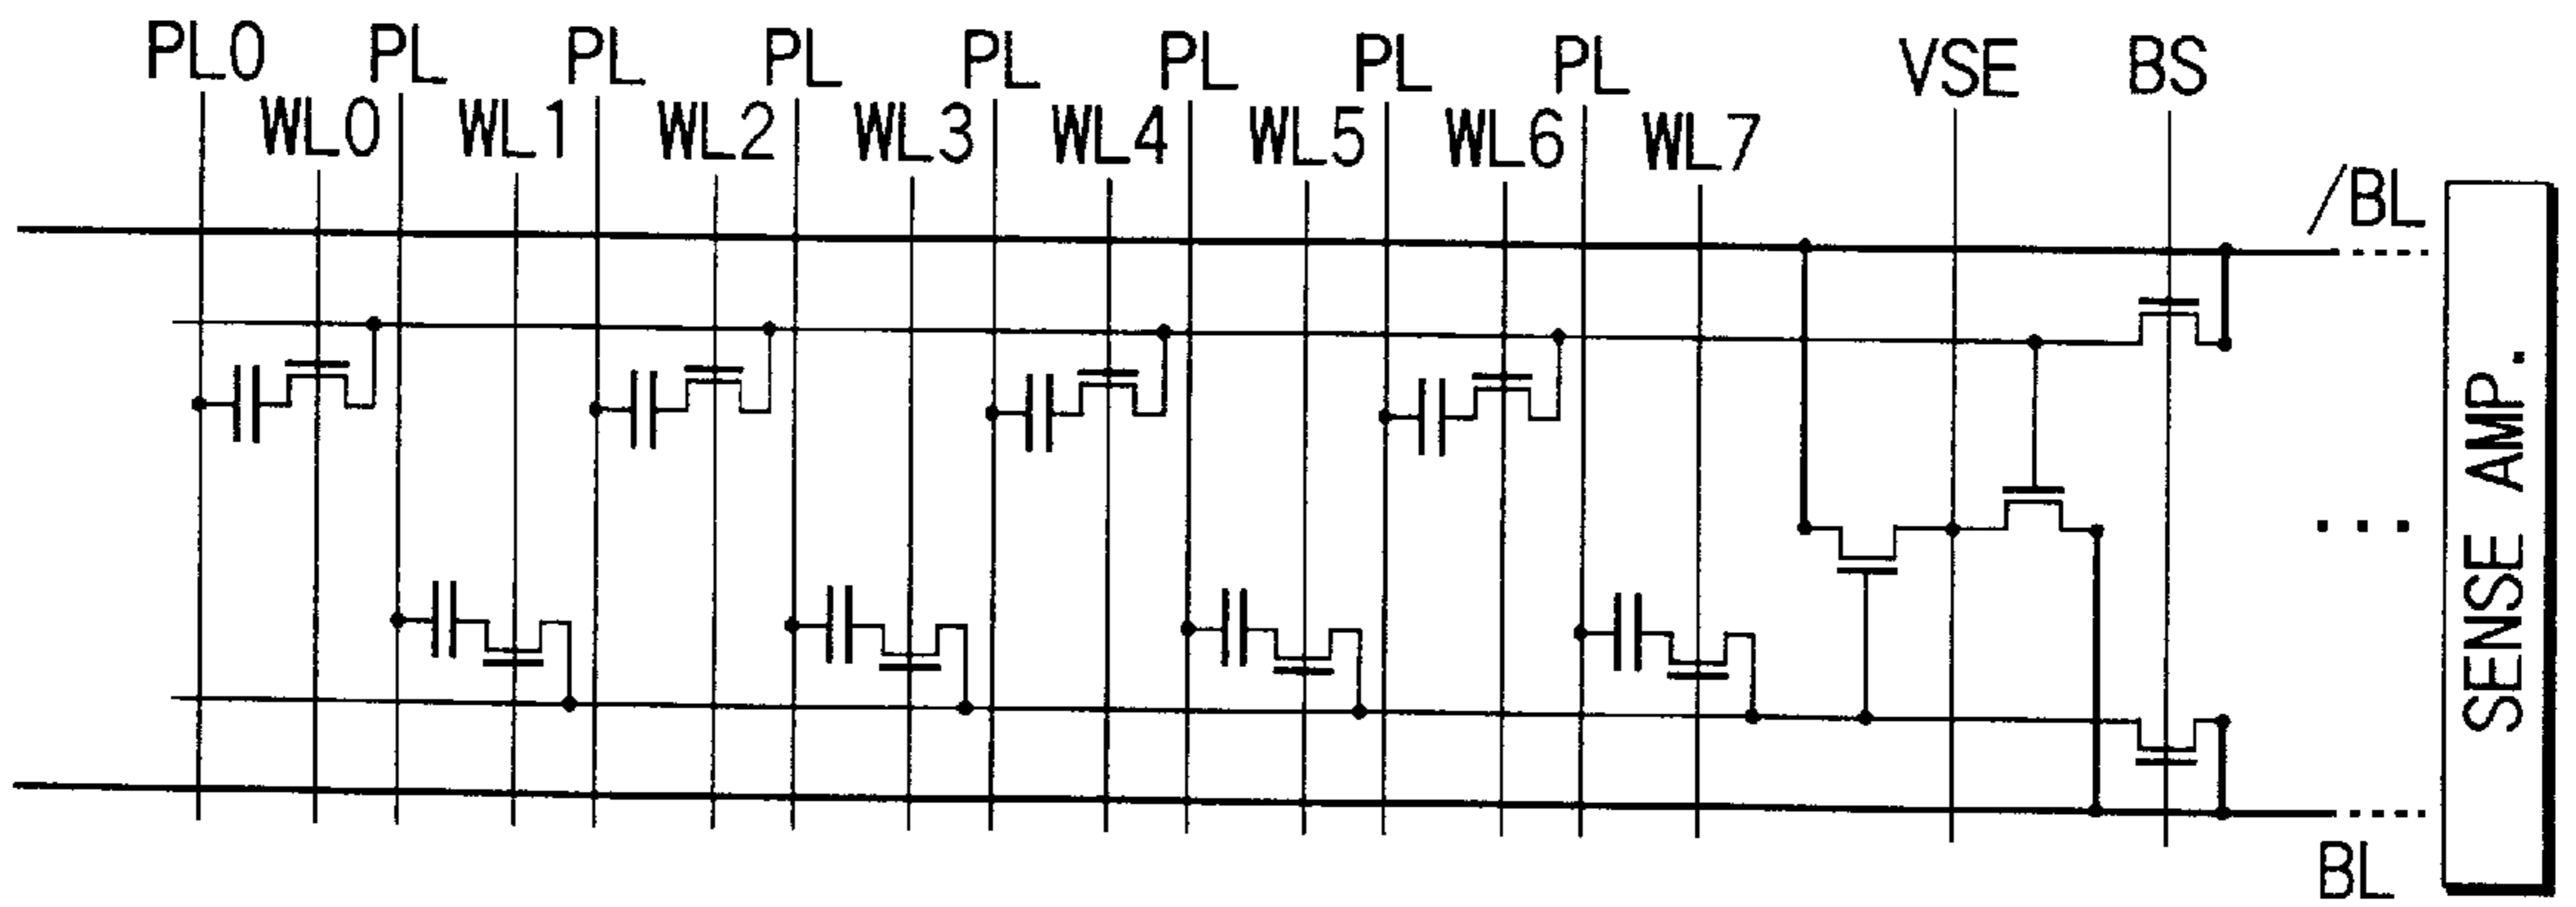 PL0 PL PL PL PL PL PL PL VSE BS
WL0 WL1 WL2 WL3 WL4 WL5 WL6 WL7
/BL
SENSE AMP.
BL